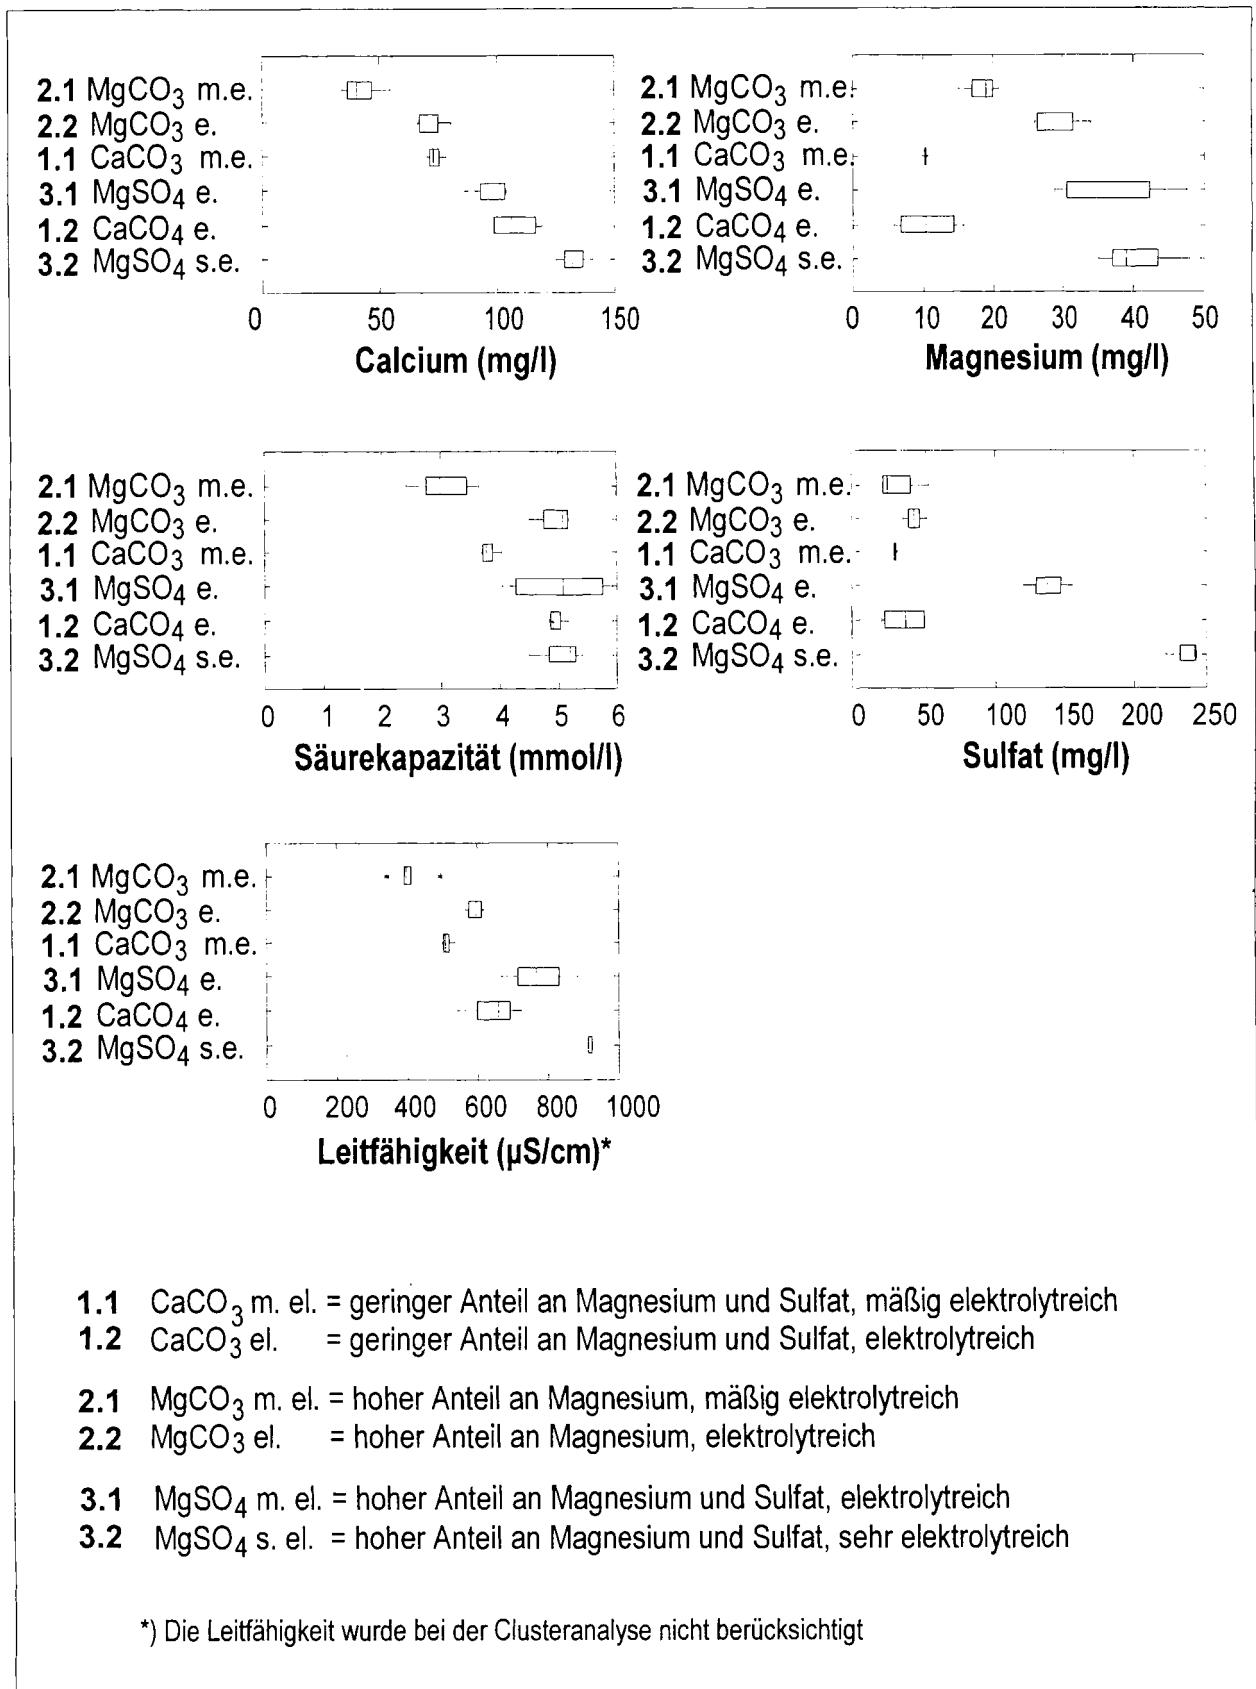 2.1 MgCO3 m.e.
2.2 MgCO3 e.
1.1 CaCO3 m.e.
3.1 MgSO4 e.
1.2 CaCO4 e.
3.2 MgSO4 s.e.
0 50 100 150
Calcium (mg/l)
2.1 MgCO3 m.e.
2.2 MgCO3 e.
1.1 CaCO3 m.e.
3.1 MgSO4 e.
1.2 CaCO4 e.
3.2 MgSO4 s.e.
0 10 20 30 40 50
Magnesium (mg/l)
2.1 MgCO3 m.e.
2.2 MgCO3 e.
1.1 CaCO3 m.e.
3.1 MgSO4 e.
1.2 CaCO4 e.
3.2 MgSO4 s.e.
0 1 2 3 4 5 6
Säurekapazität (mmol/l)
2.1 MgCO3 m.e.
2.2 MgCO3 e.
1.1 CaCO3 m.e.
3.1 MgSO4 e.
1.2 CaCO4 e.
3.2 MgSO4 s.e.
0 50 100 150 200 250
Sulfat (mg/l)
2.1 MgCO3 m.e.
2.2 MgCO3 e.
1.1 CaCO3 m.e.
3.1 MgSO4 e.
1.2 CaCO4 e.
3.2 MgSO4 s.e.
0 200 400 600 800 1000
Leitfähigkeit (µS/cm)*
1.1 CaCO3 m. el. = geringer Anteil an Magnesium und Sulfat, mäßig elektrolytreich
1.2 CaCO3 el. = geringer Anteil an Magnesium und Sulfat, elektrolytreich
2.1 MgCO3 m. el. = hoher Anteil an Magnesium, mäßig elektrolytreich
2.2 MgCO3 el. = hoher Anteil an Magnesium, elektrolytreich
3.1 MgSO4 m. el. = hoher Anteil an Magnesium und Sulfat, elektrolytreich
3.2 MgSO4 s. el. = hoher Anteil an Magnesium und Sulfat, sehr elektrolytreich
*) Die Leitfähigkeit wurde bei der Clusteranalyse nicht berücksichtigt